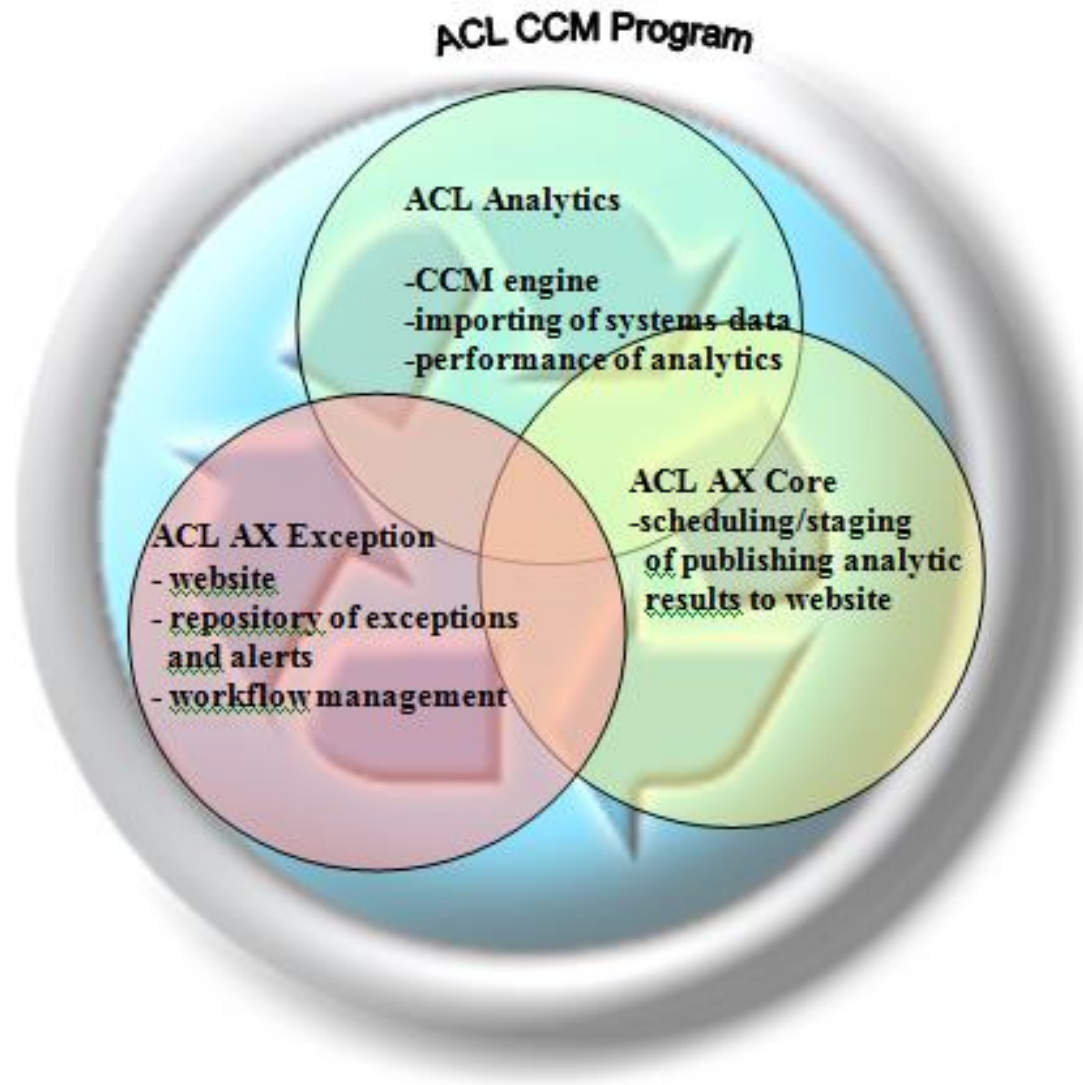 ACL CCM Program
ACL Analytics
-CCM engine
-importing of systems data
-performance of analytics
ACL AX Core
-scheduling/staging
of publishing analytic
results to website
ACL AX Exception
- website
- repository of exceptions
and alerts
- workflow management